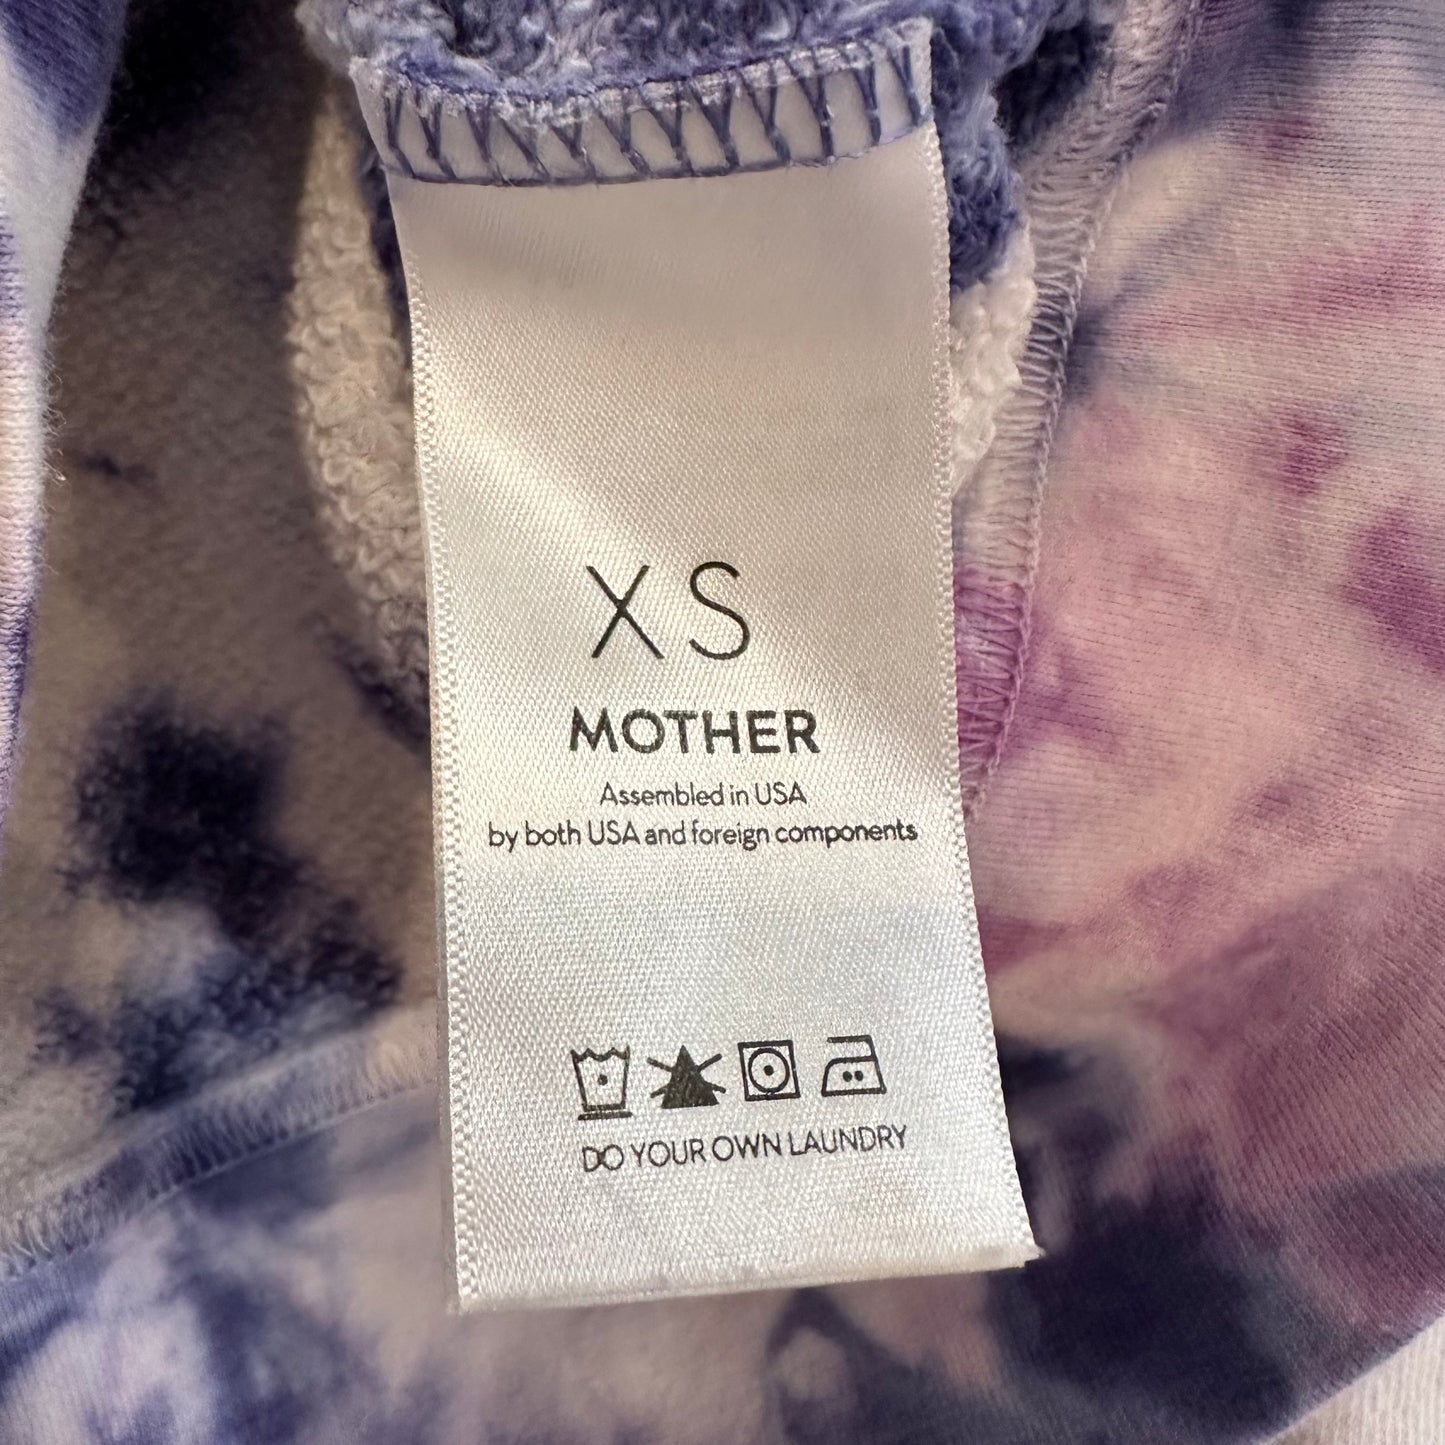 XS
MOTHER
Assembled in USA
by both USA and foreign components
DO YOUR OWN LAUNDRY